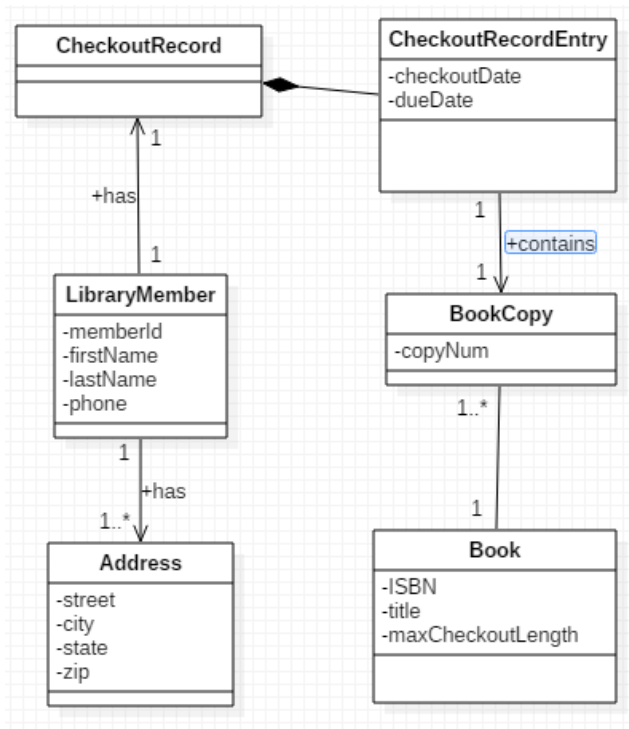 CheckoutRecord
CheckoutRecordEntry
-checkoutDate
-dueDate
1
+has
1
1
+contains
1
LibraryMember
-memberId
-firstName
-lastName
-phone
BookCopy
-copyNum
1
+has
1..*
1..*
1
Address
-street
-city
-state
-zip
Book
-ISBN
-title
-maxCheckoutLength